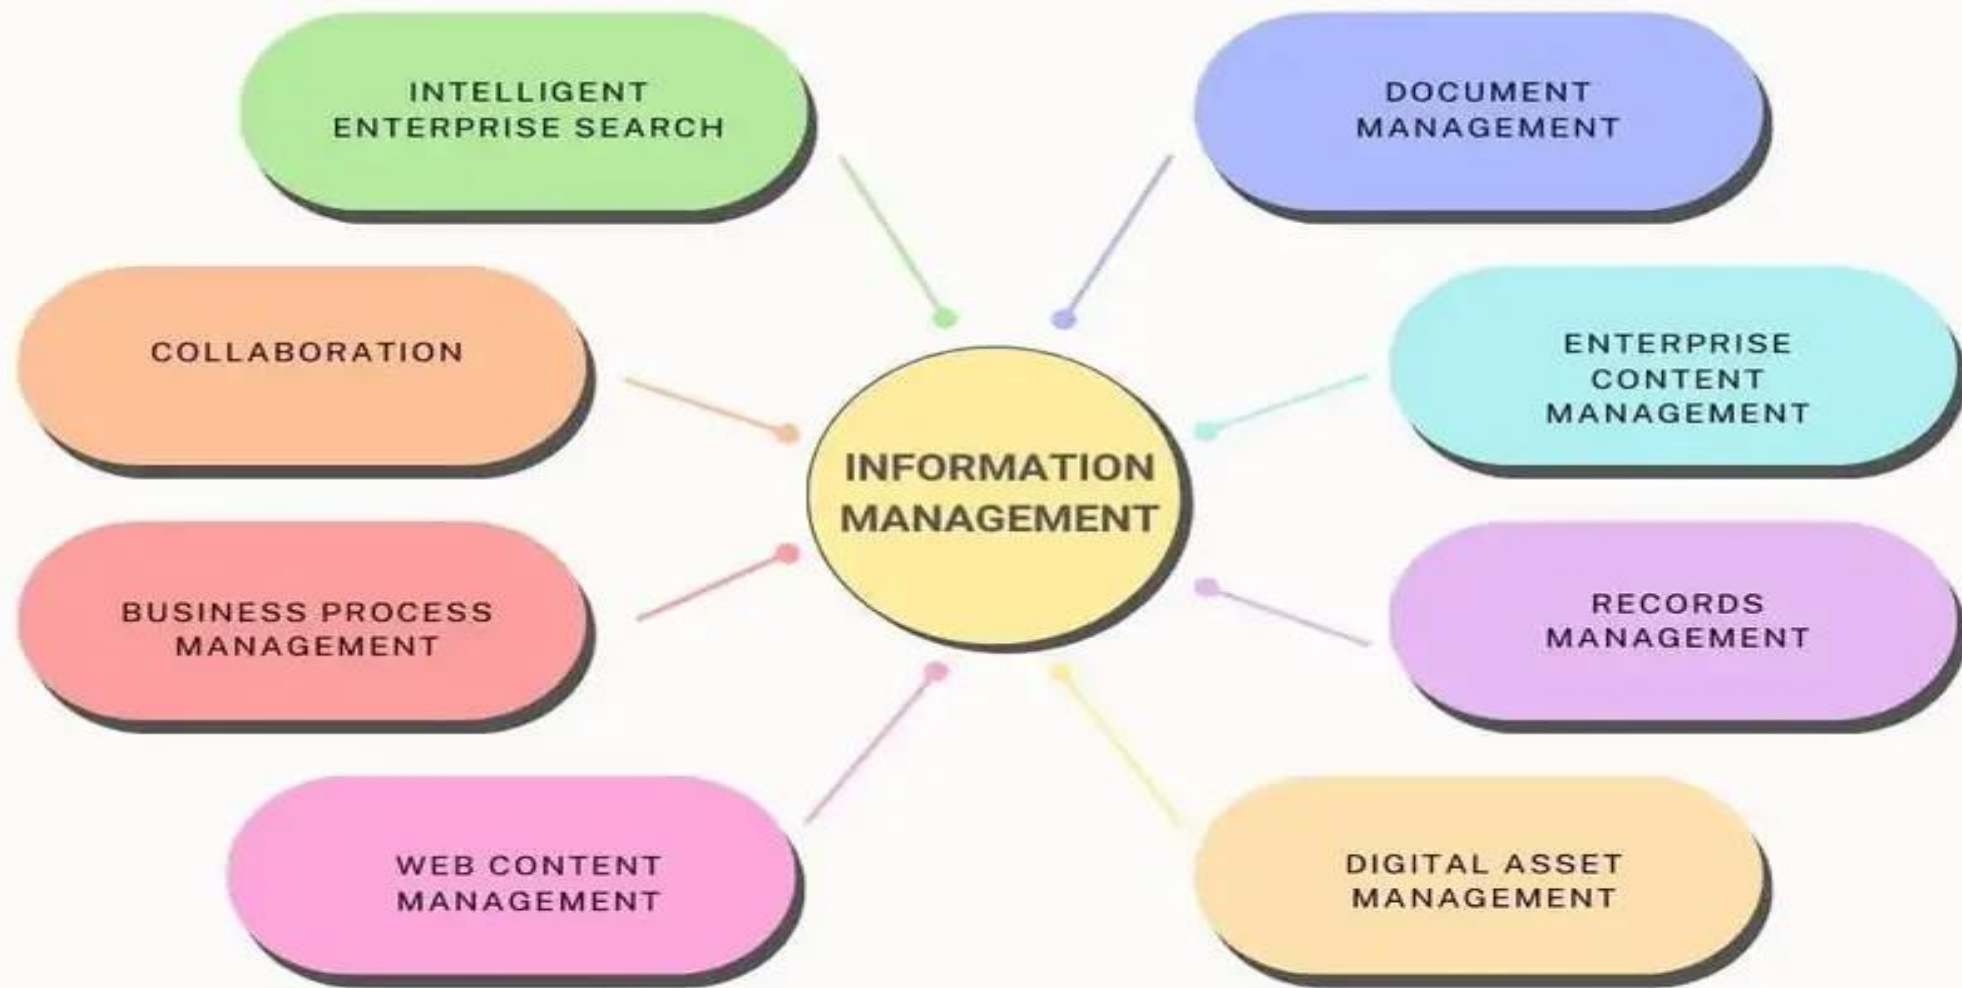 INTELLIGENT
ENTERPRISE SEARCH
DOCUMENT
MANAGEMENT
COLLABORATION
ENTERPRISE
CONTENT
MANAGEMENT
INFORMATION
MANAGEMENT
BUSINESS PROCESS
MANAGEMENT
RECORDS
MANAGEMENT
WEB CONTENT
MANAGEMENT
DIGITAL ASSET
MANAGEMENT